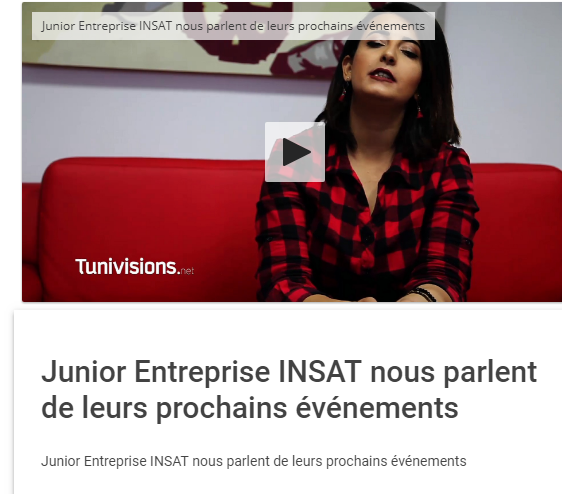 Junior Entreprise INSAT nous parlent de leurs prochains événements
Tunivisions.net
Junior Entreprise INSAT nous parlent
de leurs prochains événements
Junior Entreprise INSAT nous parlent de leurs prochains événements